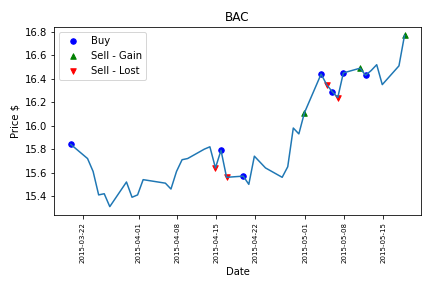 BAC
Buy
Sell - Gain
Sell - Lost
Price $
16.8
16.6
16.4
16.2
16.0
15.8
15.6
15.4
2015-03-22
2015-04-01
2015-04-08
2015-04-15
2015-04-22
2015-05-01
2015-05-08
2015-05-15
Date